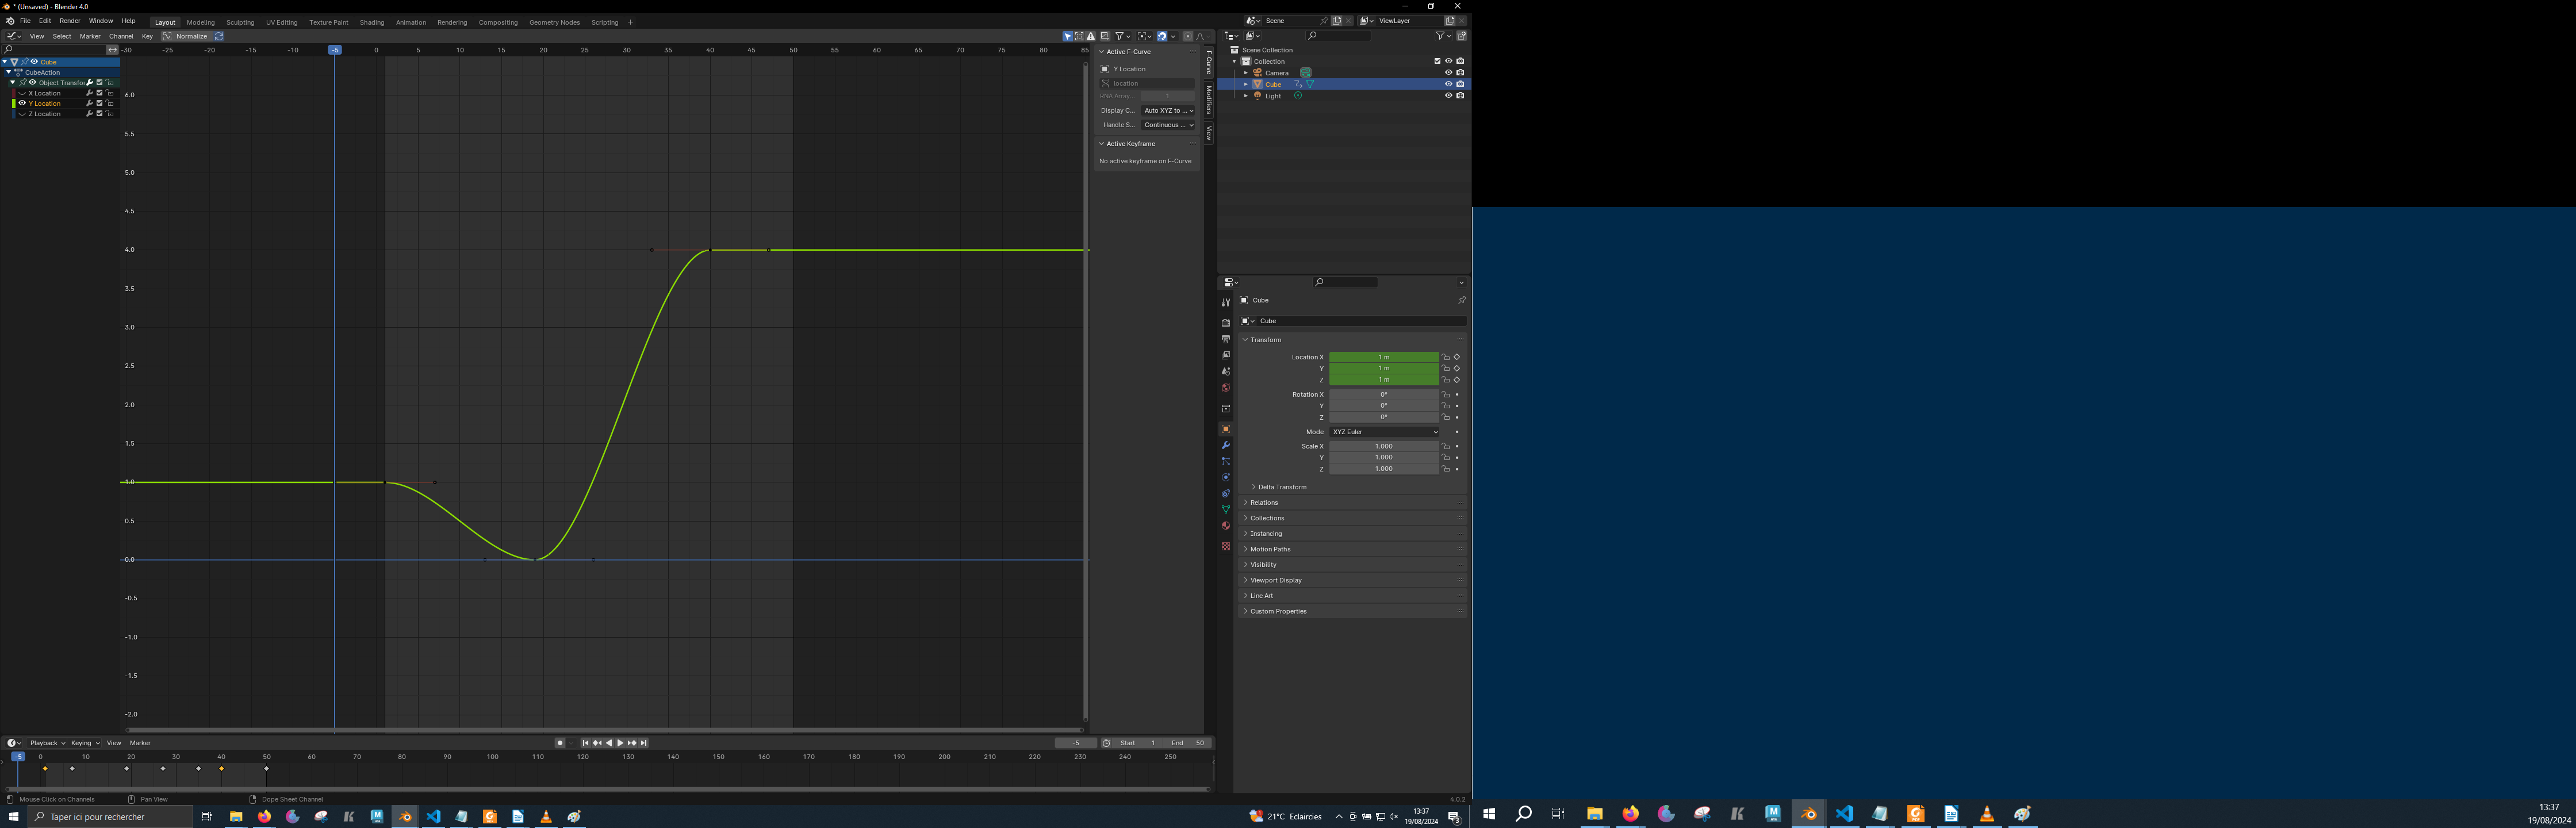 * (Unsaved) - Blender 4.0
File Edit Render Window Help Layout Modeling Sculpting UV Editing Texture Paint Shading Animation Rendering Compositing Geometry Nodes Scripting + Scene ViewLayer
View Select Marker Channel Key Normalize
-30 -25 -20 -15 -10 -5 0 5 10 15 20 25 30 35 40 45 50 55 60 65 70 75 80 85
Cube
CubeAction
Object Transfo
X Location
Y Location
Z Location
6.0
5.5
5.0
4.5
4.0
3.5
3.0
2.5
2.0
1.5
1.0
0.5
0.0
-0.5
-1.0
-1.5
-2.0
Active F-Curve
Y Location
location
RNA Array... 1
Display C... Auto XYZ to ...
Handle S... Continuous ...
Active Keyframe
No active keyframe on F-Curve
F-Curve
Modifiers
View
Scene Collection
Collection
Camera
Cube
Light
Cube
Cube
Transform
Location X 1 m
Y 1 m
Z 1 m
Rotation X 0°
Y 0°
Z 0°
Mode XYZ Euler
Scale X 1.000
Y 1.000
Z 1.000
Delta Transform
Relations
Collections
Instancing
Motion Paths
Visibility
Viewport Display
Line Art
Custom Properties
Playback Keying View Marker -5 Start 1 End 50
-5 0 10 20 30 40 50 60 70 80 90 100 110 120 130 140 150 160 170 180 190 200 210 220 230 240 250
Mouse Click on Channels Pan View Dope Sheet Channel 4.0.2
Taper ici pour rechercher 21°C Eclaircies 13:37
19/08/2024
3
13:37
19/08/2024